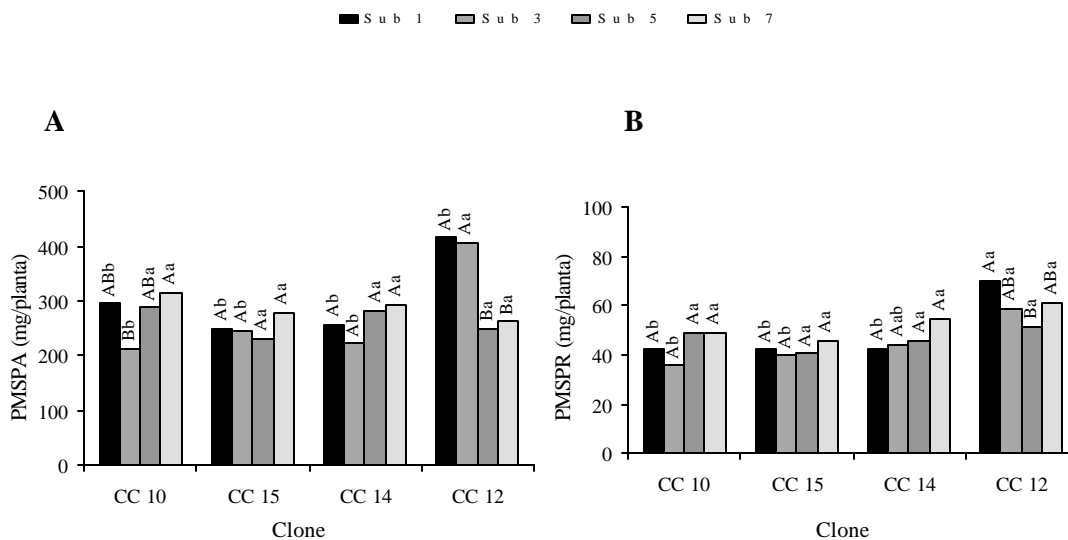 Sub 1 Sub 3 Sub 5 Sub 7
A
PMSPA (mg/planta)
500
400
300
200
100
0
ABb Bb ABa Aa
Ab Ab Aa Aa
Ab Ab Aa Aa
Ab Aa Ba Ba
CC 10 CC 15 CC 14 CC 12
Clone
B
PMSPR (mg/planta)
100
80
60
40
20
0
Ab Ab Aa Aa
Ab Ab Aa Aa
Ab Aab Aa Aa
Aa ABa Ba ABa
CC 10 CC 15 CC 14 CC 12
Clone